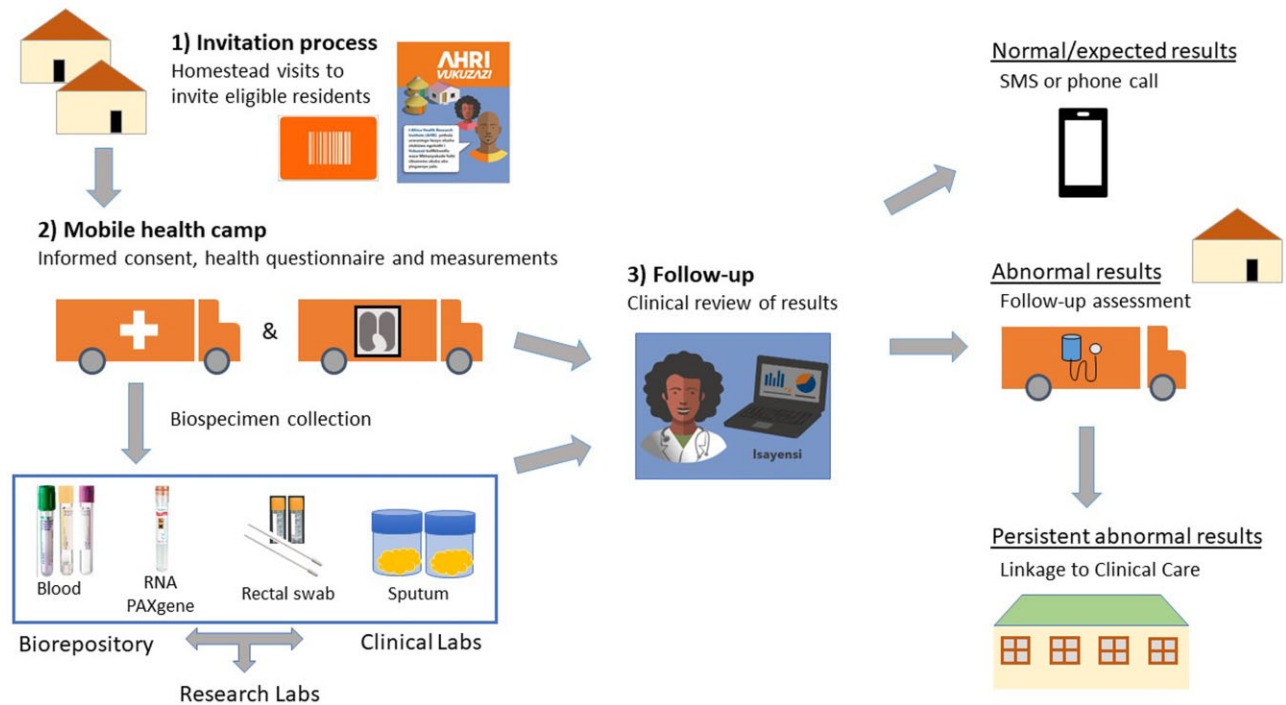 1) Invitation process
Homestead visits to
invite eligible residents
AHRI
VUKUZAZI
2) Mobile health camp
Informed consent, health questionnaire and measurements
&
Biospecimen collection
Blood
RNA
PAXgene
Rectal swab
Sputum
Biorepository
Clinical Labs
Research Labs
3) Follow-up
Clinical review of results
Isayensi
Normal/expected results
SMS or phone call
Abnormal results
Follow-up assessment
Persistent abnormal results
Linkage to Clinical Care